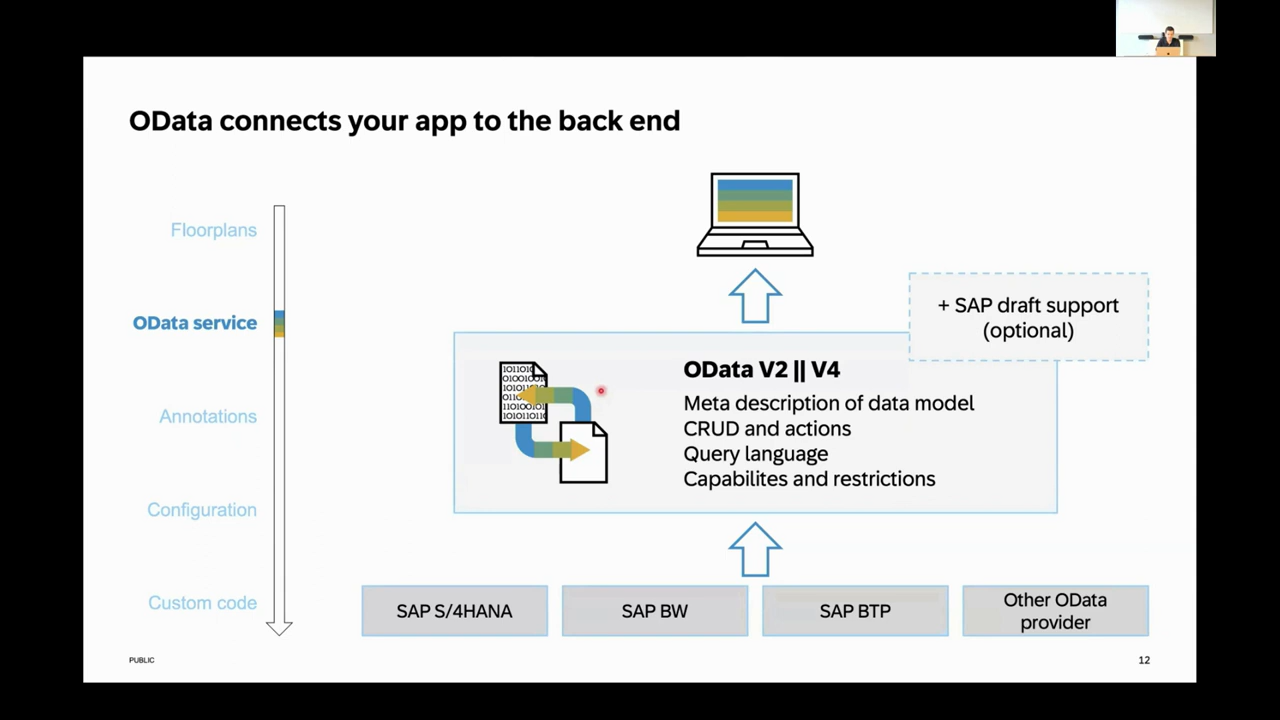 OData connects your app to the back end
Floorplans
OData service
Annotations
Configuration
Custom code
+ SAP draft support
(optional)
OData V2 || V4
Meta description of data model
CRUD and actions
Query language
Capabilites and restrictions
SAP S/4HANA
SAP BW
SAP BTP
Other OData
provider
PUBLIC
12